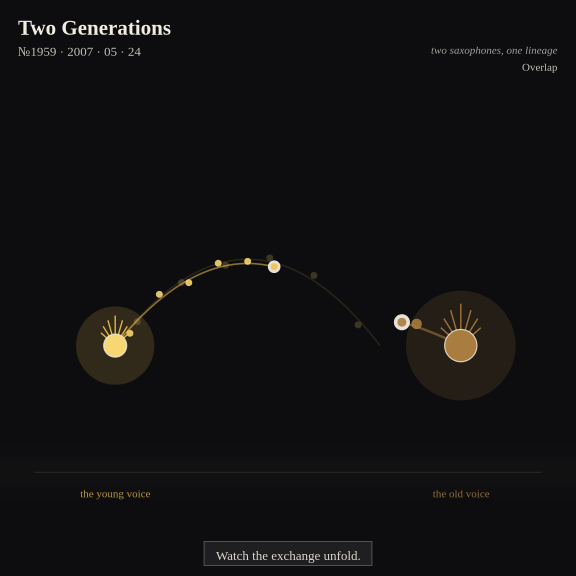 Two Generations
№1959 · 2007 · 05 · 24
two saxophones, one lineage
Overlap
the young voice
the old voice
Watch the exchange unfold.